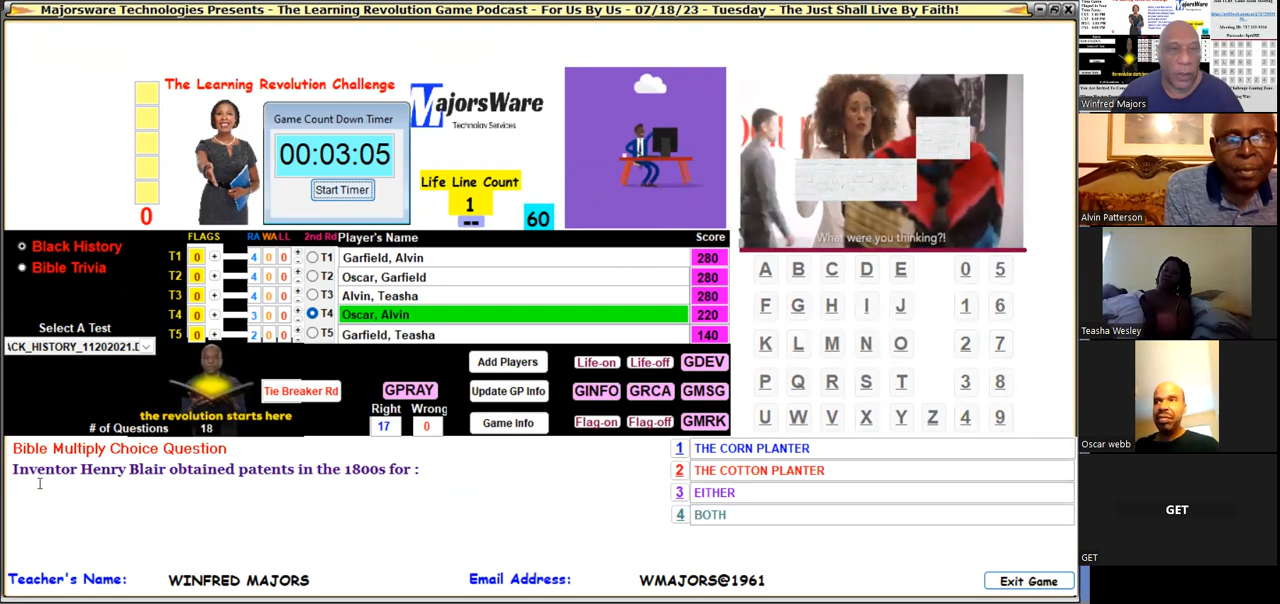 Majorsware Technologies Presents - The Learning Revolution Game Podcast - For Us By Us - 07/18/23 - Tuesday - The Just Shall Live By Faith!
The Learning Revolution Challenge
Game Count Down Timer
00:03:05
Start Timer
0
MajorsWare
Technology Services
Life Line Count
1
--
60
What were you thinking?!
Black History
Bible Trivia
Select A Test
ACK_HISTORY_11202021.D
FLAGS RA WA LL 2nd Rd Player's Name Score
T1 0 + 4 0 0 + - T1 Garfield, Alvin 280
T2 0 + 4 0 0 + - T2 Oscar, Garfield 280
T3 0 + 4 0 0 + - T3 Alvin, Teasha 280
T4 0 + 3 0 0 + - T4 Oscar, Alvin 220
T5 0 + 2 0 0 + - T5 Garfield, Teasha 140
the revolution starts here
# of Questions 18
Tie Breaker Rd
GPRAY
Right Wrong
17 0
Add Players Life-on Life-off GDEV
Update GP Info GINFO GRCA GMSG
Game Info Flag-on Flag-off GMRK
A B C D E 0 5
F G H I J 1 6
K L M N O 2 7
P Q R S T 3 8
U W V X Y Z 4 9
Bible Multiply Choice Question
Inventor Henry Blair obtained patents in the 1800s for :
1 THE CORN PLANTER
2 THE COTTON PLANTER
3 EITHER
4 BOTH
Teacher's Name: WINFRED MAJORS Email Address: WMAJORS@1961 Exit Game
Winfred Majors
Alvin Patterson
Teasha Wesley
Oscar webb
GET
GET